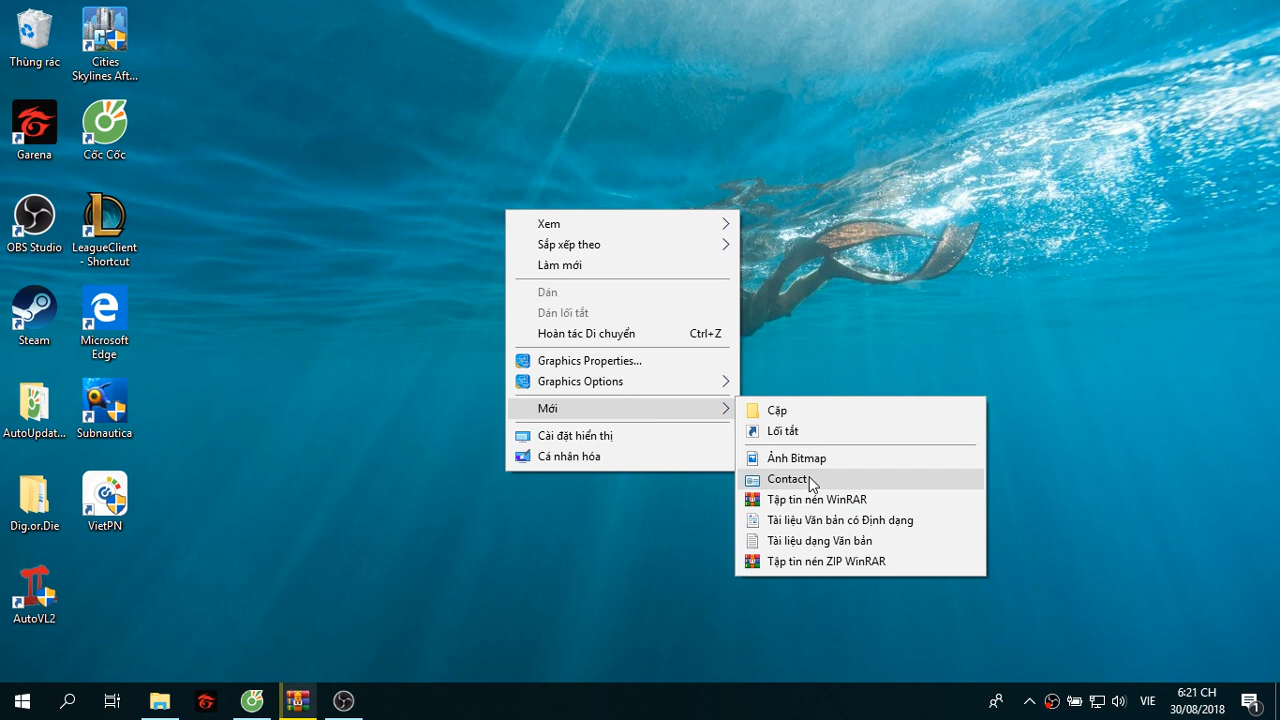 Thùng rác
Cities
Skylines Aft...
Garena
Cốc Cốc
OBS Studio
LeagueClient
- Shortcut
Steam
Microsoft
Edge
AutoUpdat...
Subnautica
Dig.or.Die
VietPN
AutoVL2
Xem
Sắp xếp theo
Làm mới
Dán
Dán lối tắt
Hoàn tác Di chuyển Ctrl+Z
Graphics Properties...
Graphics Options
Mới
Cài đặt hiển thị
Cá nhân hóa
Cặp
Lối tắt
Ảnh Bitmap
Contact
Tập tin nén WinRAR
Tài liệu Văn bản có Định dạng
Tài liệu dạng Văn bản
Tập tin nén ZIP WinRAR
VIE
6:21 CH
30/08/2018
1